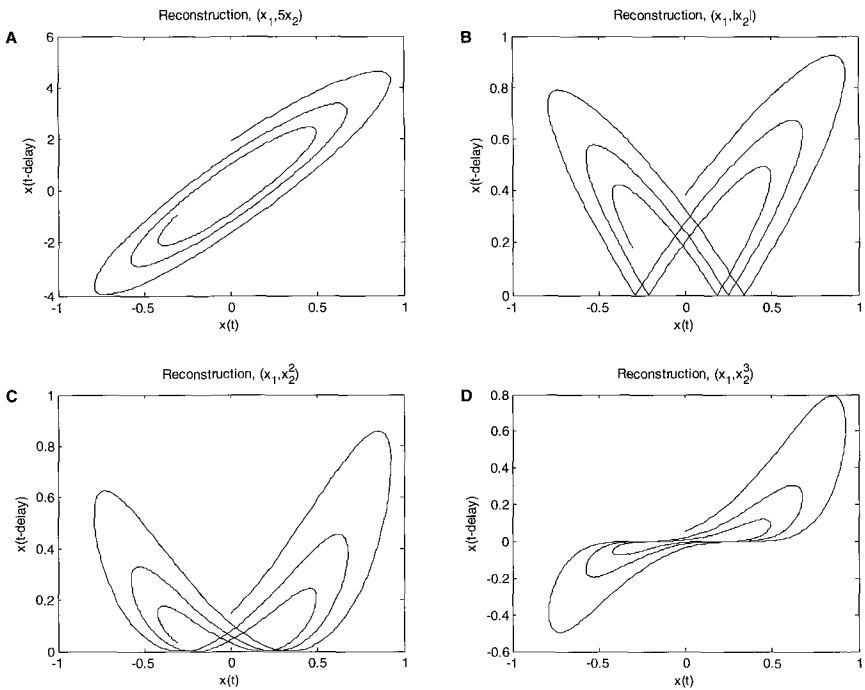 Reconstruction, (x1,5x2)
A
6
4
2
0
-2
-4
x(t-delay)
-1 -0.5 0 0.5 1
x(t)
Reconstruction, (x1,|x2|)
B
1
0.8
0.6
0.4
0.2
0
x(t-delay)
-1 -0.5 0 0.5 1
x(t)
Reconstruction, (x1,x2^2)
C
1
0.8
0.6
0.4
0.2
0
x(t-delay)
-1 -0.5 0 0.5 1
x(t)
Reconstruction, (x1,x2^3)
D
0.8
0.6
0.4
0.2
0
-0.2
-0.4
-0.6
x(t-delay)
-1 -0.5 0 0.5 1
x(t)